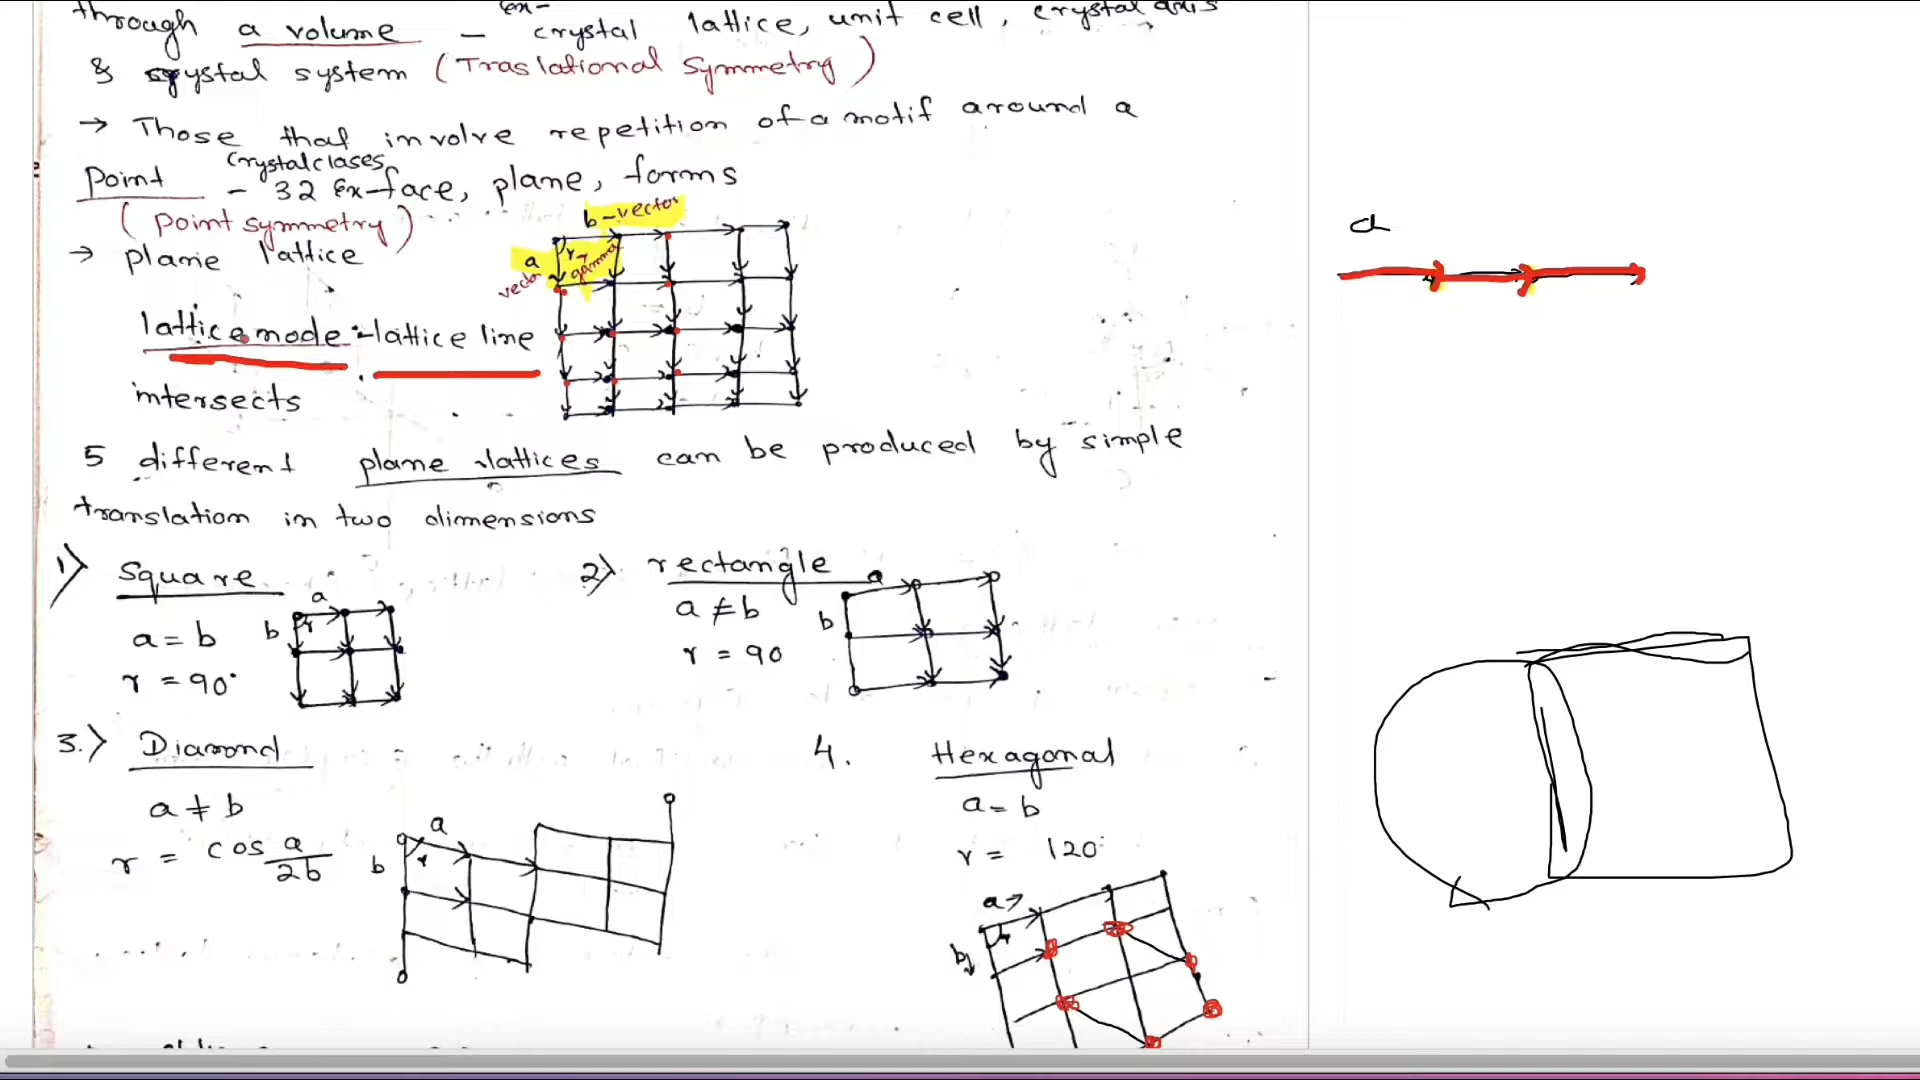 through a volume - ex- crystal lattice, unit cell, crystal axis
& crystal system (Traslational Symmetry)
→ Those that involve repetition of a motif around a
Point - 32 Crystal clases Ex-face, plane, forms
(Point symmetry)
→ plane lattice
b-vector
a vector
r→ gamma
lattice mode :- lattice line
intersects
5 different plane lattices can be produced by simple
translation in two dimensions
1) Square
a = b
r = 90°
a
b
r
2) rectangle
a ≠ b
r = 90
a
b
3.) Diamond
a ≠ b
r = cos a/2b
a
b
r
4. Hexagonal
a = b
r = 120°
a→
b↓
r
a